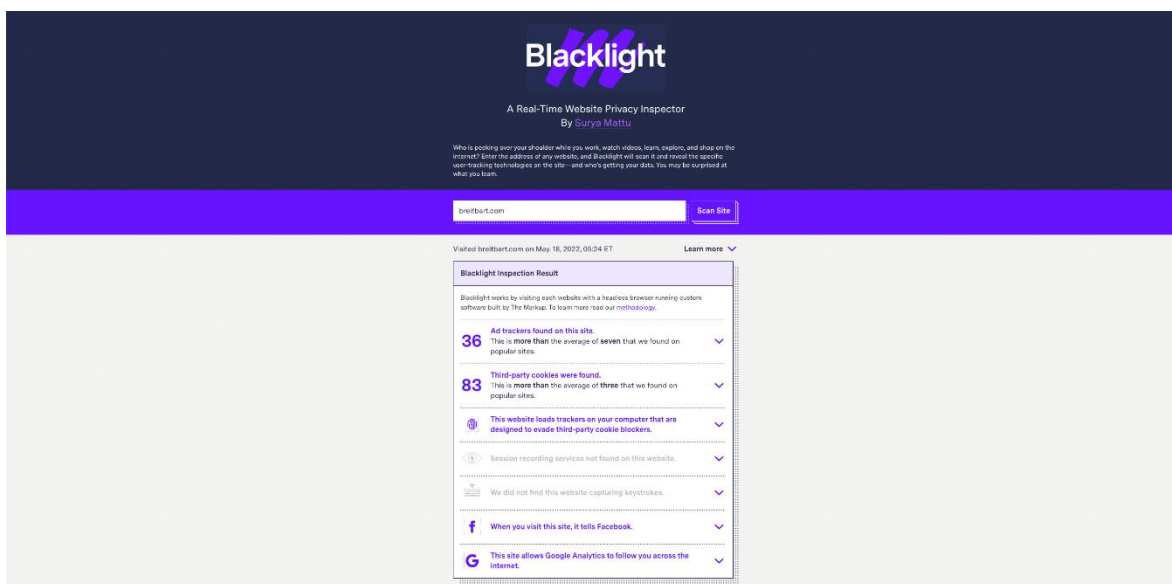 Blacklight
A Real-Time Website Privacy Inspector
By Surya Mattu
Who is peeking over your shoulder while you work, watch videos, learn, explore, and shop on the
internet? Enter the address of any website, and Blacklight will scan it and reveal the specific
user-tracking technologies on the site—and who's getting your data. You may be surprised at
what you learn.
breitbart.com
Scan Site
Visited breitbart.com on May. 18, 2022, 05:24 ET
Learn more
Blacklight Inspection Result
Blacklight works by visiting each website with a headless browser running custom
software built by The Markup. To learn more read our methodology.
36
Ad trackers found on this site.
This is more than the average of seven that we found on
popular sites.
83
Third-party cookies were found.
This is more than the average of three that we found on
popular sites.
This website loads trackers on your computer that are
designed to evade third-party cookie blockers.
Session recording services not found on this website.
We did not find this website capturing keystrokes.
When you visit this site, it tells Facebook.
This site allows Google Analytics to follow you across the
internet.